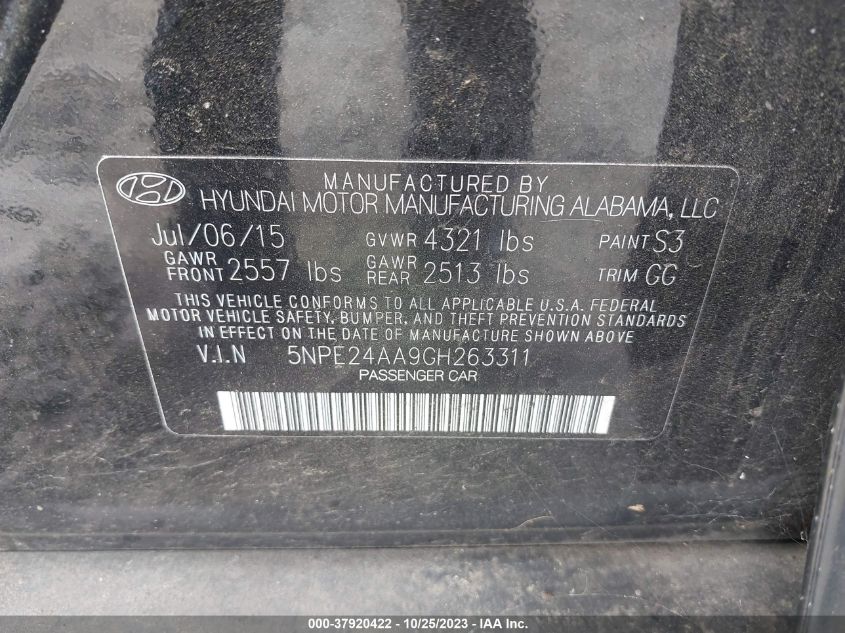 MANUFACTURED BY
HYUNDAI MOTOR MANUFACTURING ALABAMA, LLC
Jul/06/15 GVWR 4321 lbs PAINT S3
GAWR FRONT 2557 lbs GAWR REAR 2513 lbs TRIM GG
THIS VEHICLE CONFORMS TO ALL APPLICABLE U.S.A. FEDERAL
MOTOR VEHICLE SAFETY, BUMPER, AND THEFT PREVENTION STANDARDS
IN EFFECT ON THE DATE OF MANUFACTURE SHOWN ABOVE
V.I.N 5NPE24AA9GH263311
PASSENGER CAR
000-37920422 - 10/25/2023 - - - -